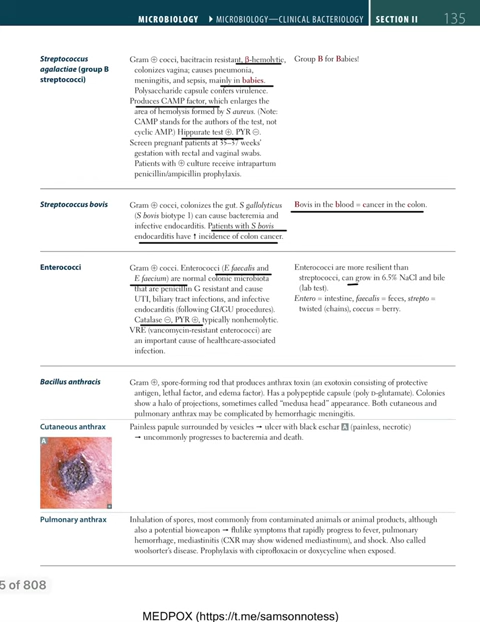 MICROBIOLOGY ▶ MICROBIOLOGY—CLINICAL BACTERIOLOGY SECTION II 135
Streptococcus
agalactiae (group B
streptococci)
Gram ⊕ cocci, bacitracin resistant, β-hemolytic,
colonizes vagina; causes pneumonia,
meningitis, and sepsis, mainly in babies.
Polysaccharide capsule confers virulence.
Produces CAMP factor, which enlarges the
area of hemolysis formed by S aureus. (Note:
CAMP stands for the authors of the test, not
cyclic AMP.) Hippurate test ⊕. PYR ⊖.
Screen pregnant patients at 35–37 weeks'
gestation with rectal and vaginal swabs.
Patients with ⊕ culture receive intrapartum
penicillin/ampicillin prophylaxis.
Group B for Babies!
Streptococcus bovis
Gram ⊕ cocci, colonizes the gut. S gallolyticus
(S bovis biotype 1) can cause bacteremia and
infective endocarditis. Patients with S bovis
endocarditis have ↑ incidence of colon cancer.
Bovis in the blood = cancer in the colon.
Enterococci
Gram ⊕ cocci. Enterococci (E faecalis and
E faecium) are normal colonic microbiota
that are penicillin G resistant and cause
UTI, biliary tract infections, and infective
endocarditis (following GI/GU procedures).
Catalase ⊖, PYR ⊕, typically nonhemolytic.
VRE (vancomycin-resistant enterococci) are
an important cause of healthcare-associated
infection.
Enterococci are more resilient than
streptococci, can grow in 6.5% NaCl and bile
(lab test).
Entero = intestine, faecalis = feces, strepto =
twisted (chains), coccus = berry.
Bacillus anthracis
Gram ⊕, spore-forming rod that produces anthrax toxin (an exotoxin consisting of protective
antigen, lethal factor, and edema factor). Has a polypeptide capsule (poly D-glutamate). Colonies
show a halo of projections, sometimes called “medusa head” appearance. Both cutaneous and
pulmonary anthrax may be complicated by hemorrhagic meningitis.
Cutaneous anthrax
Painless papule surrounded by vesicles → ulcer with black eschar A (painless, necrotic)
→ uncommonly progresses to bacteremia and death.
A
Pulmonary anthrax
Inhalation of spores, most commonly from contaminated animals or animal products, although
also a potential bioweapon → flulike symptoms that rapidly progress to fever, pulmonary
hemorrhage, mediastinitis (CXR may show widened mediastinum), and shock. Also called
woolsorter's disease. Prophylaxis with ciprofloxacin or doxycycline when exposed.
5 of 808
MEDPOX (https://t.me/samsonnotess)